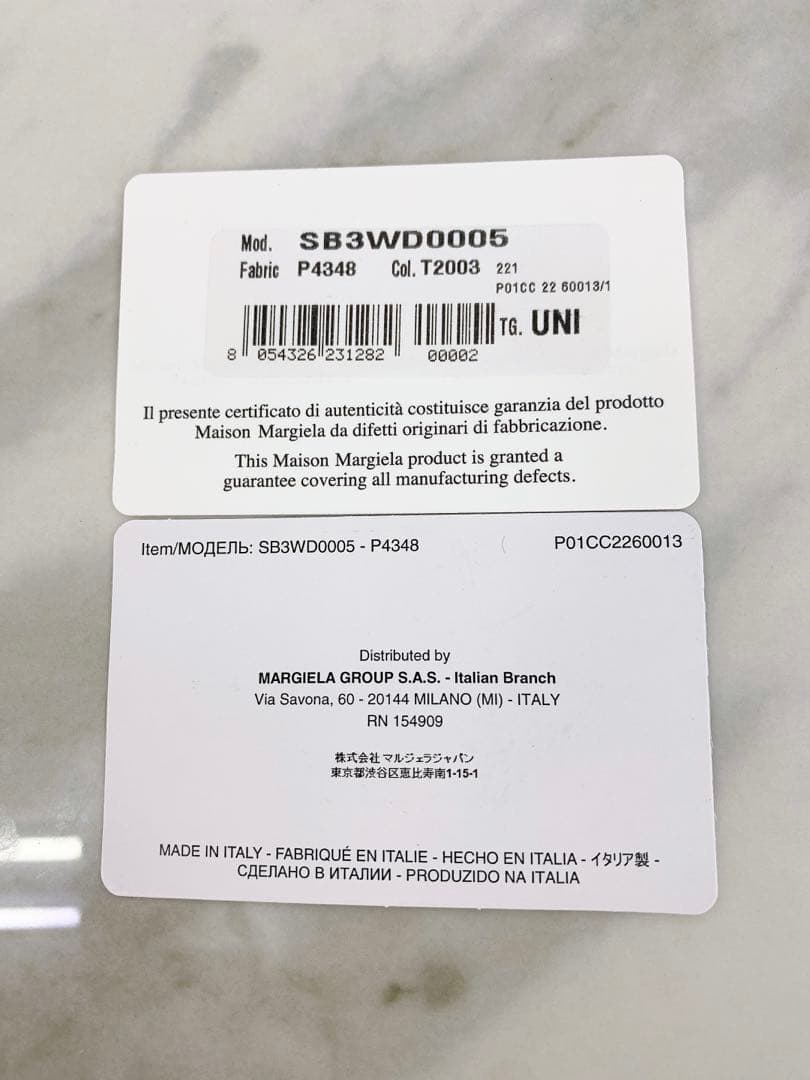 Mod. SB3WD0005
Fabric P4348 Col. T2003 221
P01CC 22 60013/1
8 054326 231282 00002 TG. UNI
Il presente certificato di autenticità costituisce garanzia del prodotto
Maison Margiela da difetti originari di fabbricazione.
This Maison Margiela product is granted a
guarantee covering all manufacturing defects.
Item/МОДЕЛЬ: SB3WD0005 - P4348 P01CC2260013
Distributed by
MARGIELA GROUP S.A.S. - Italian Branch
Via Savona, 60 - 20144 MILANO (MI) - ITALY
RN 154909
株式会社マルジェラジャパン
東京都渋谷区恵比寿南1-15-1
MADE IN ITALY - FABRIQUÉ EN ITALIE - HECHO EN ITALIA - イタリア製 -
СДЕЛАНО В ИТАЛИИ - PRODUZIDO NA ITALIA